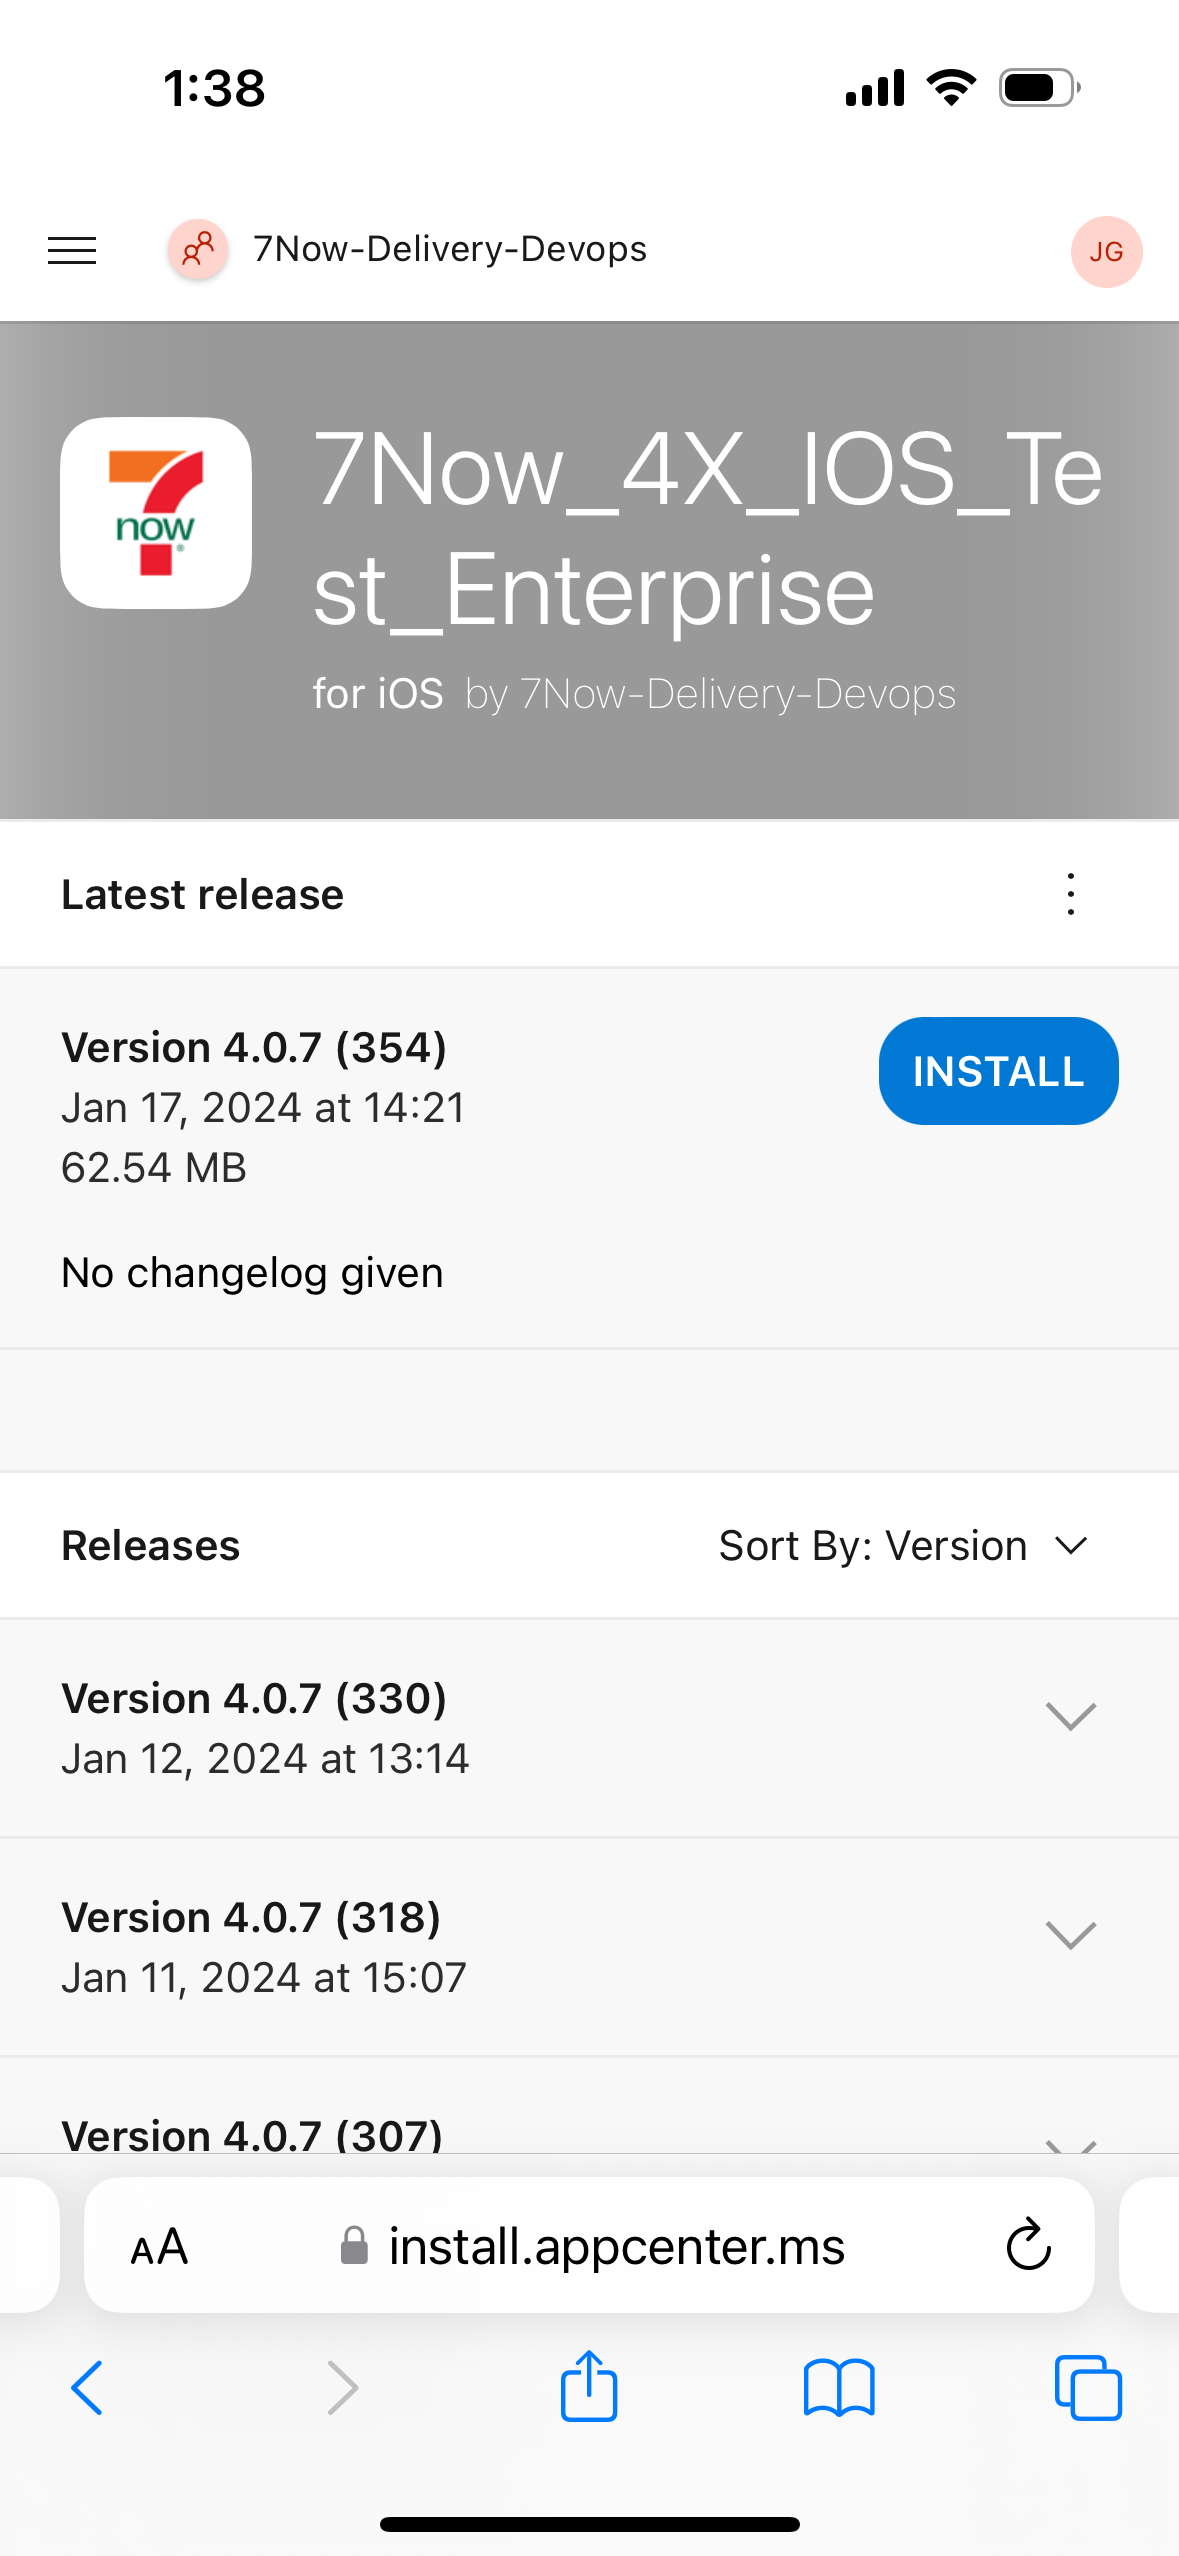 1:38
7Now-Delivery-Devops
JG
7
now
7Now_4X_IOS_Te
st_Enterprise
for iOS by 7Now-Delivery-Devops
Latest release
Version 4.0.7 (354)
INSTALL
Jan 17, 2024 at 14:21
62.54 MB
No changelog given
Releases
Sort By: Version
Version 4.0.7 (330)
Jan 12, 2024 at 13:14
Version 4.0.7 (318)
Jan 11, 2024 at 15:07
Version 4.0.7 (307)
AA
install.appcenter.ms